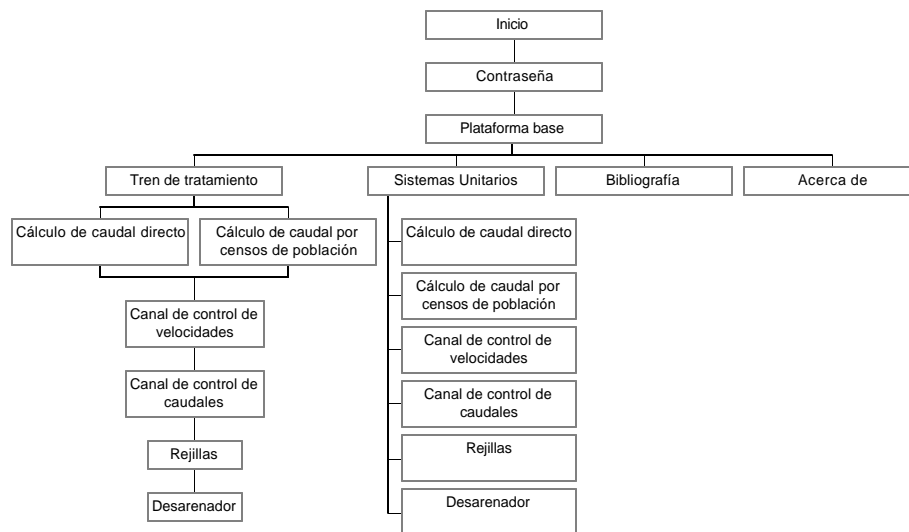 Inicio
Contraseña
Plataforma base
Tren de tratamiento
Sistemas Unitarios
Bibliografía
Acerca de
Cálculo de caudal directo
Cálculo de caudal por
censos de población
Canal de control de
velocidades
Canal de control de
caudales
Rejillas
Desarenador
Cálculo de caudal directo
Cálculo de caudal por
censos de población
Canal de control de
velocidades
Canal de control de
caudales
Rejillas
Desarenador